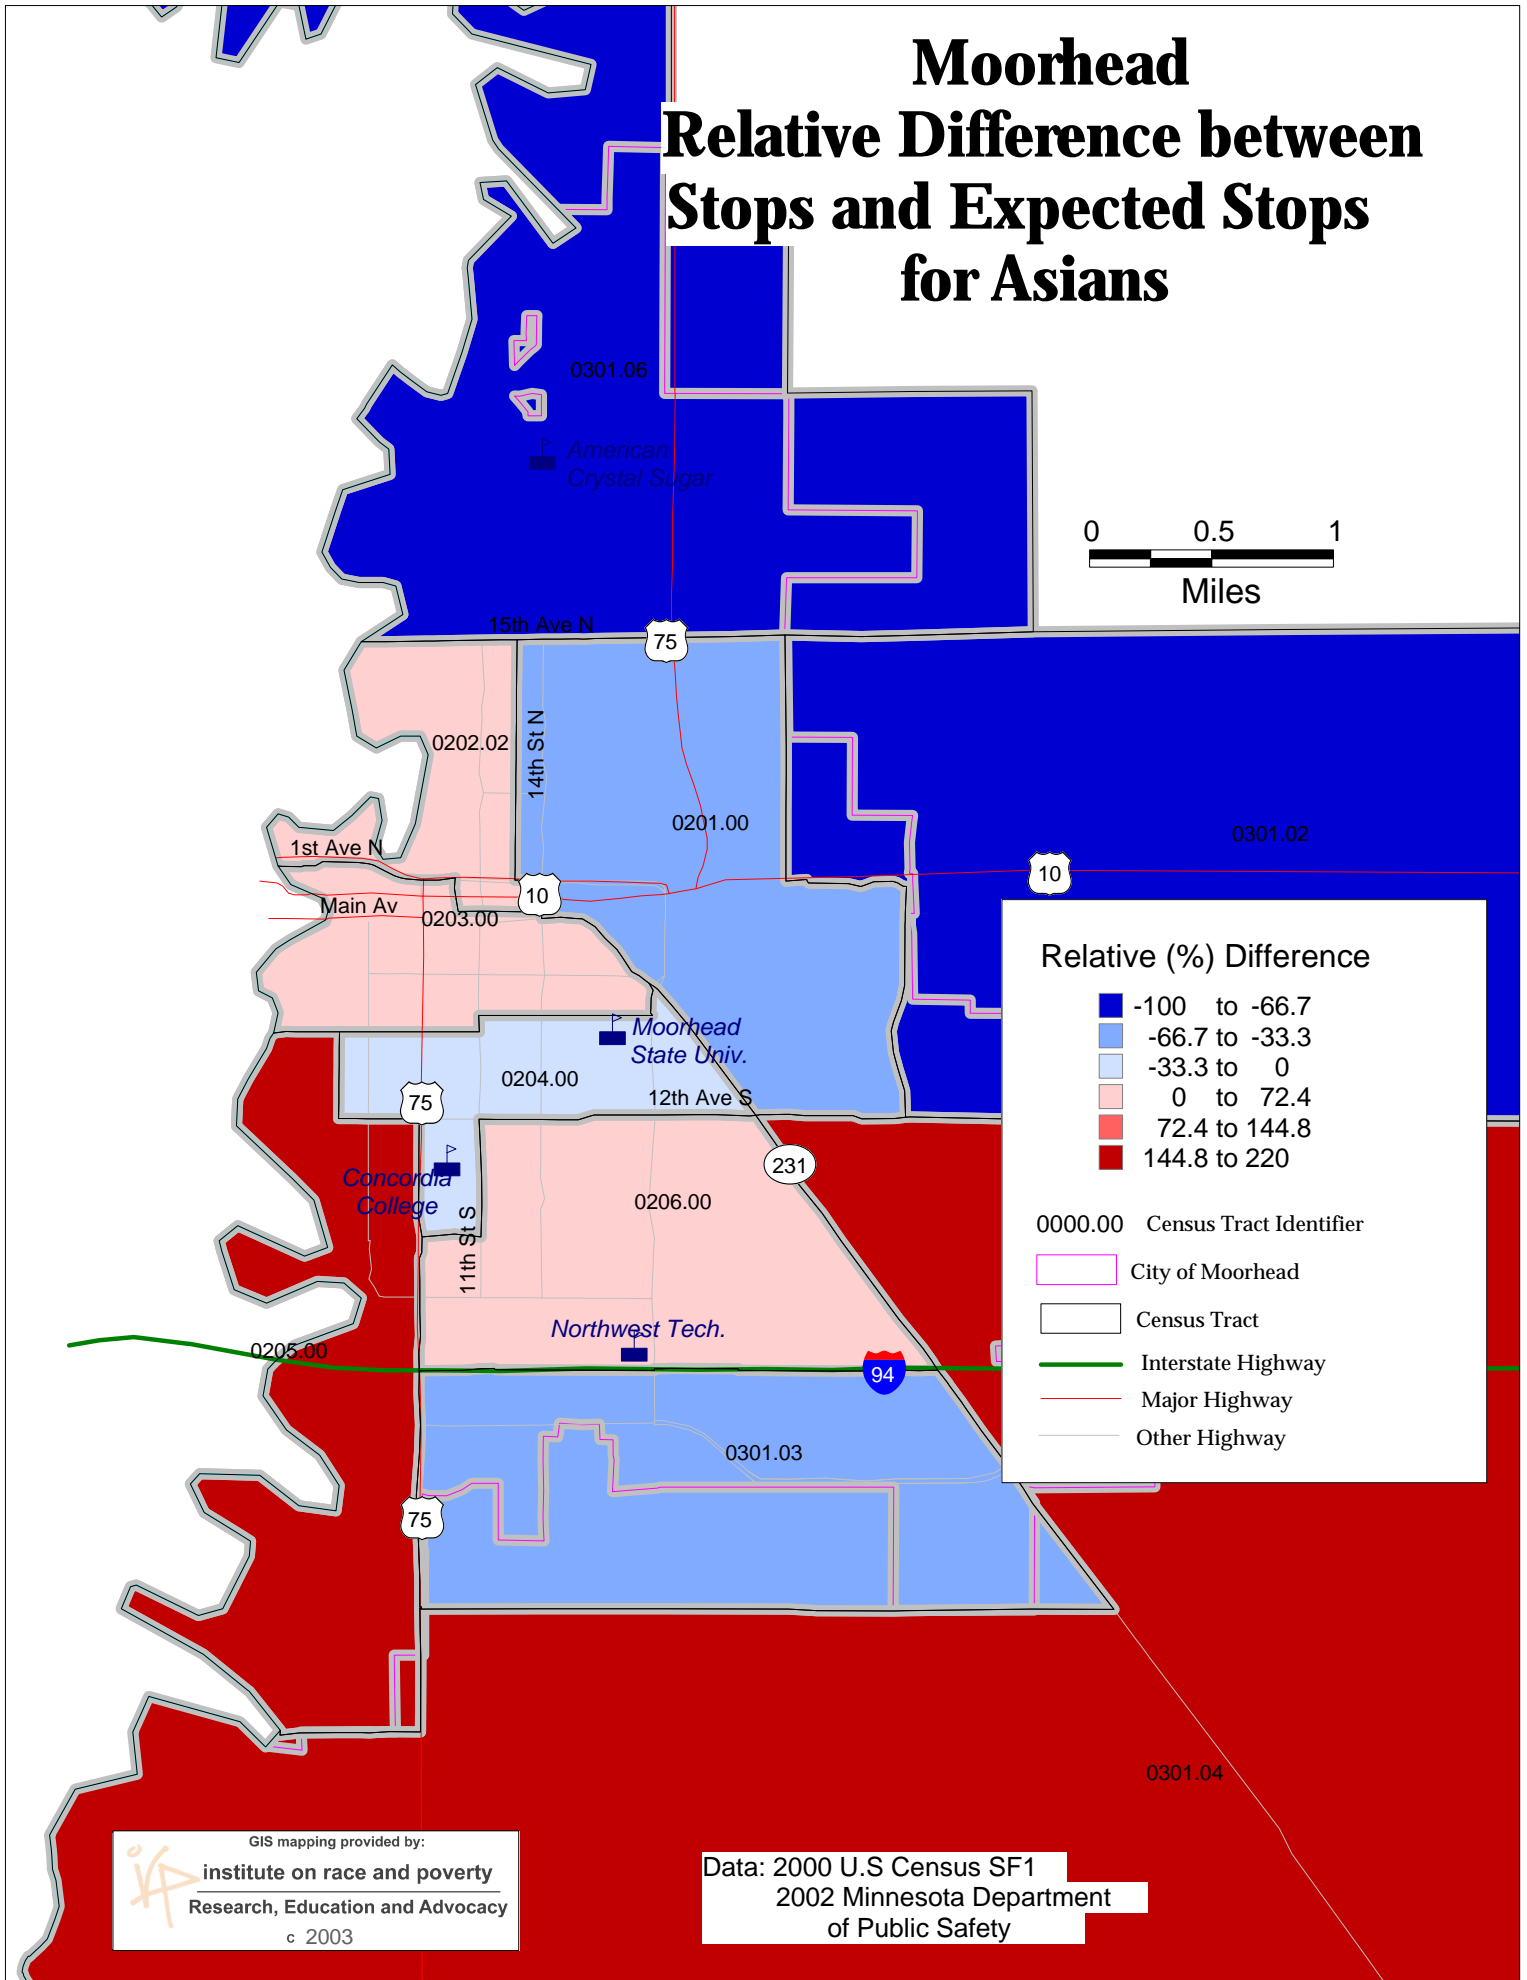 Moorhead
Relative Difference between
Stops and Expected Stops
for Asians
0301.06
American
Crystal Sugar
0 0.5 1
Miles
15th Ave N
75
0202.02
14th St N
0201.00
0301.02
1st Ave N
10
10
Main Av
0203.00
Relative (%) Difference
-100 to -66.7
-66.7 to -33.3
-33.3 to 0
0 to 72.4
72.4 to 144.8
144.8 to 220
0000.00 Census Tract Identifier
City of Moorhead
Census Tract
Interstate Highway
Major Highway
Other Highway
Moorhead
State Univ.
0204.00
75
12th Ave S
231
Concordia
College
11th St S
0206.00
Northwest Tech.
0205.00
94
0301.03
75
0301.04
GIS mapping provided by:
institute on race and poverty
Research, Education and Advocacy
c 2003
Data: 2000 U.S Census SF1
2002 Minnesota Department
of Public Safety